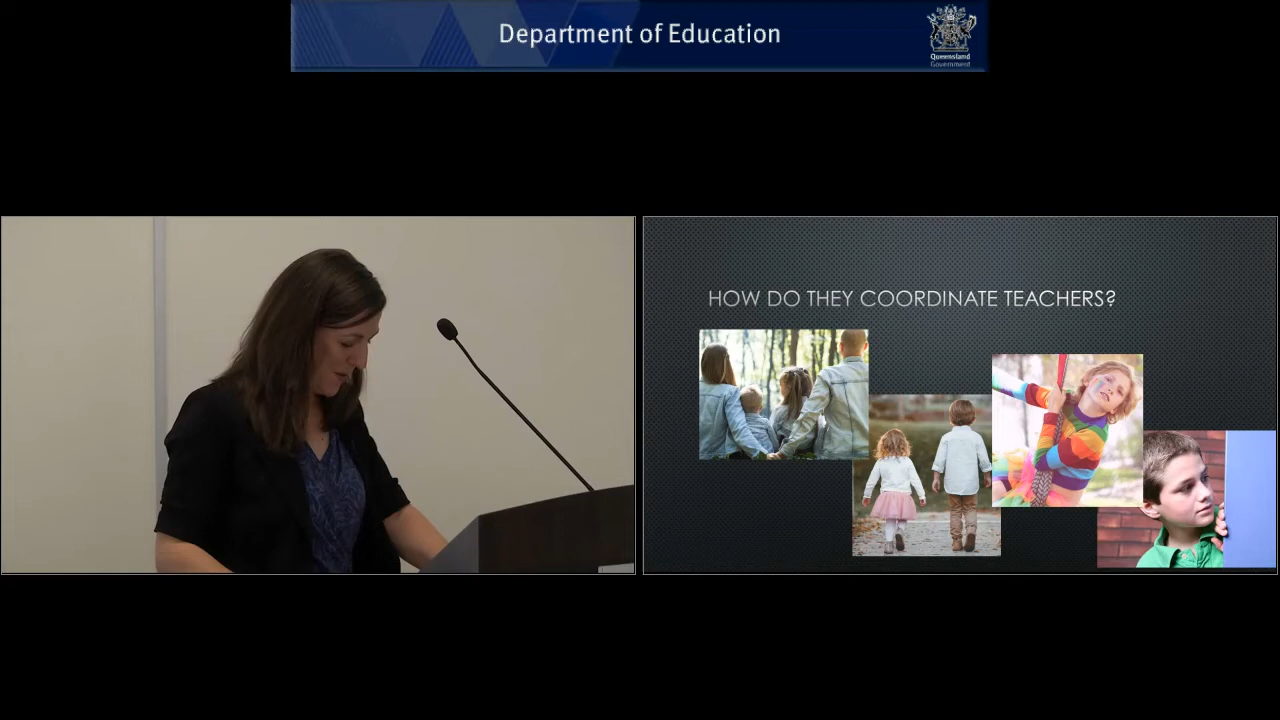 Department of Education
Queensland
Government
HOW DO THEY COORDINATE TEACHERS?